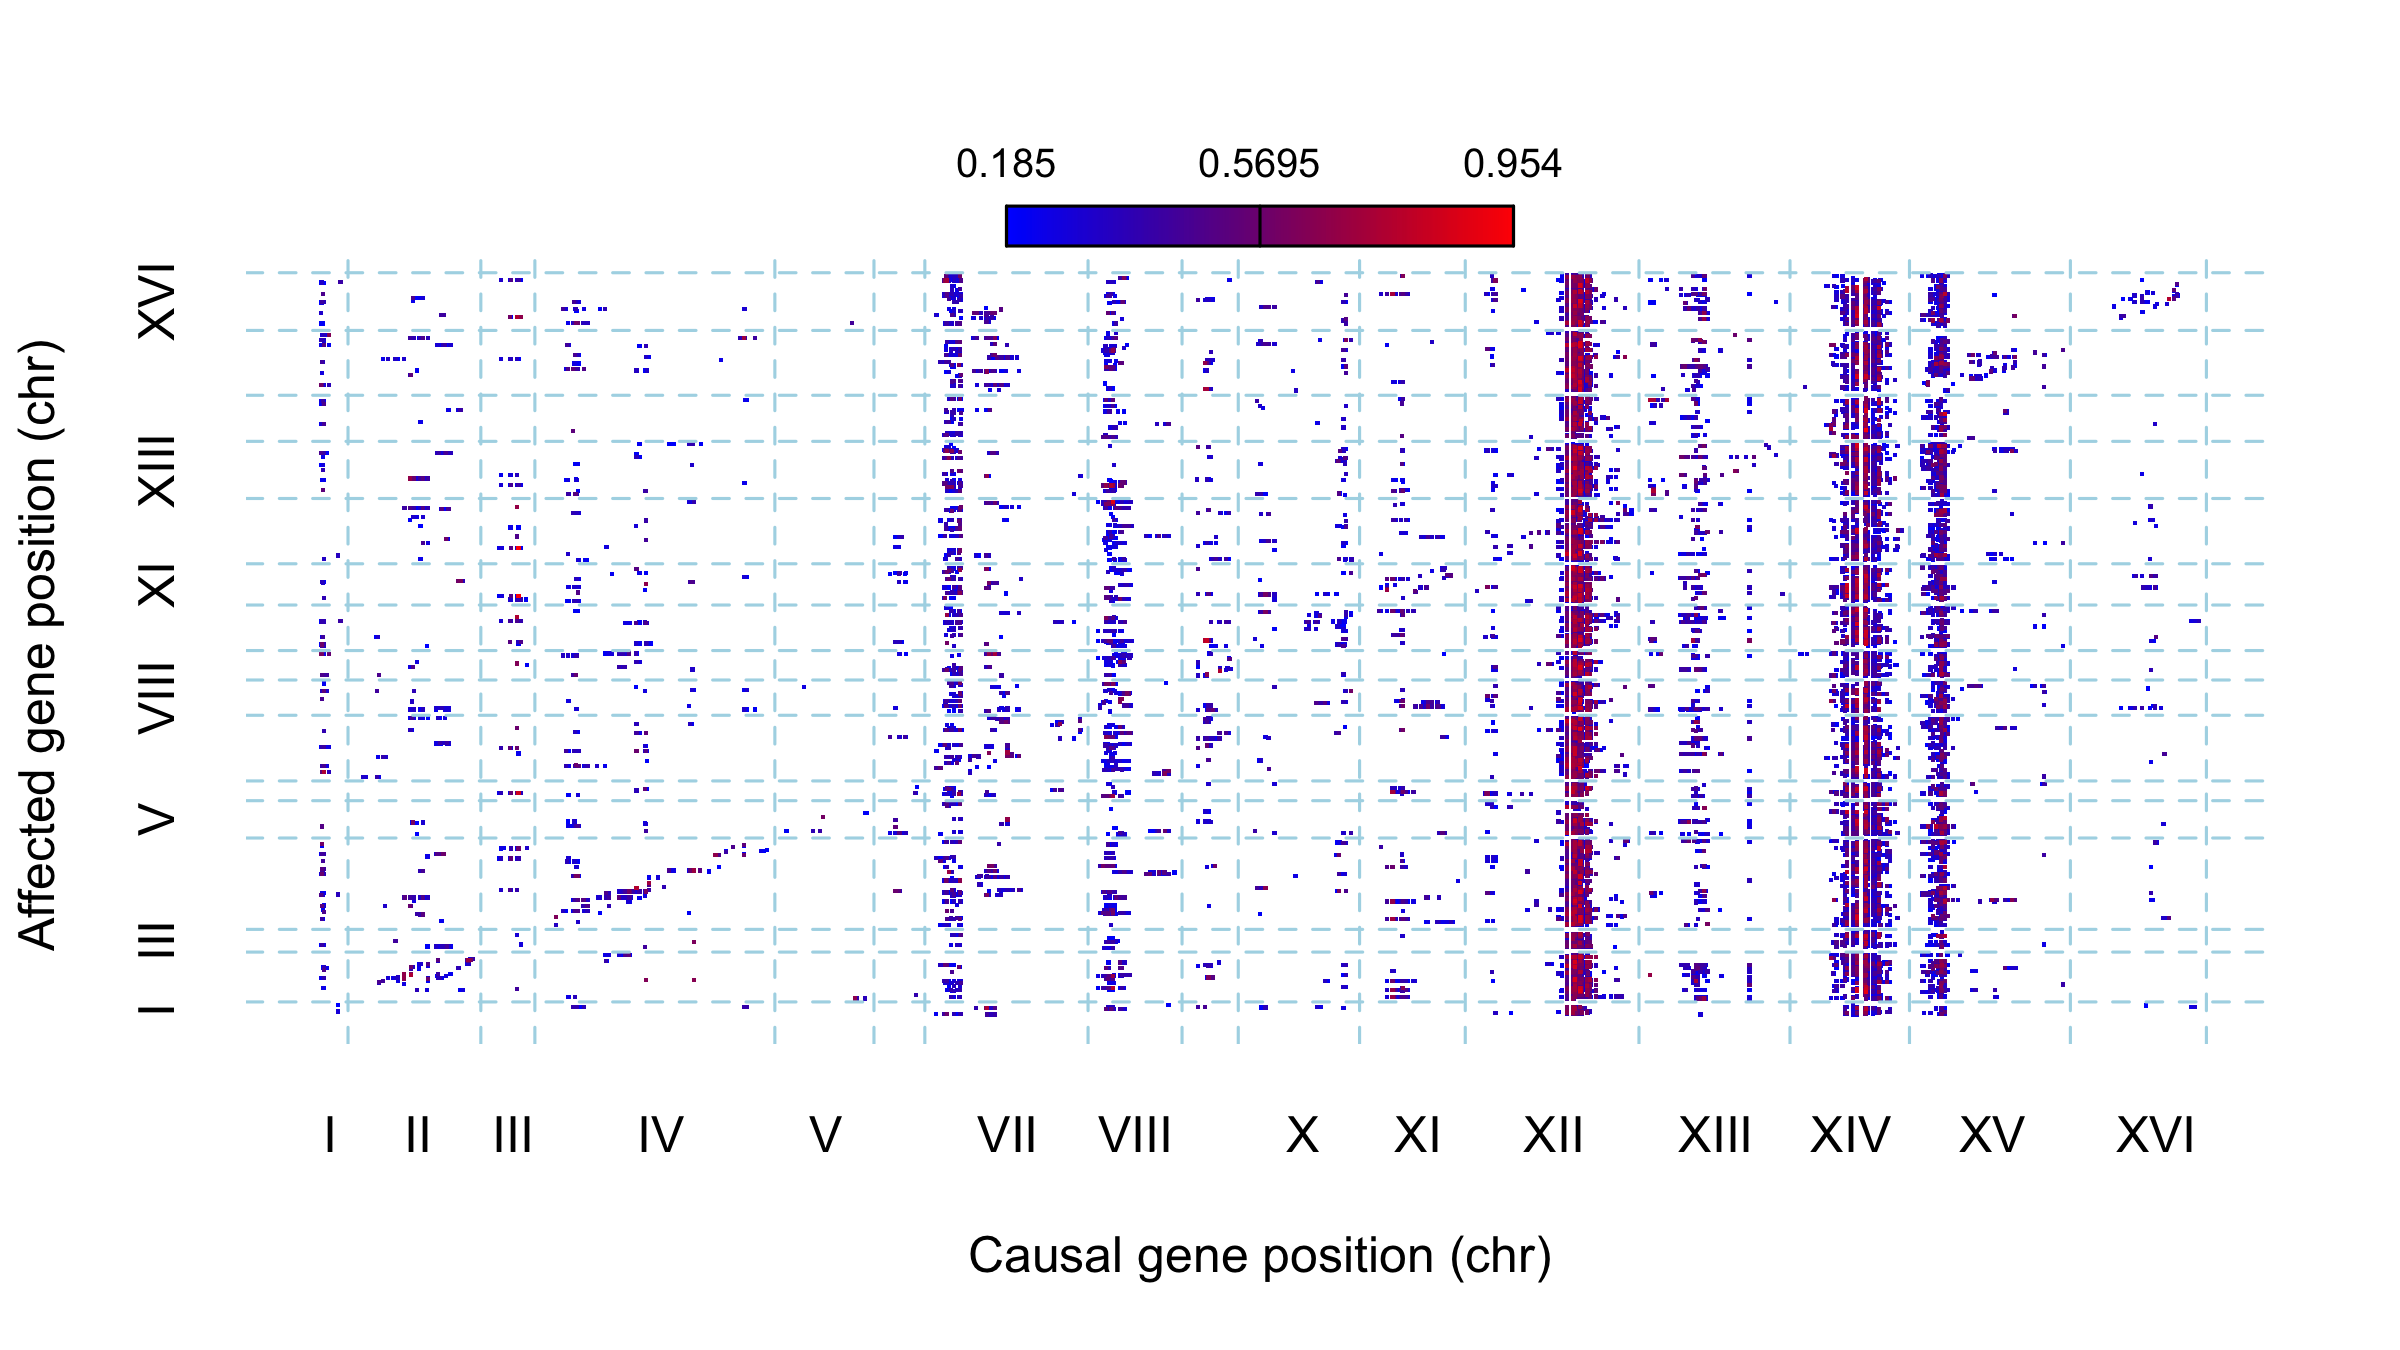 0.185 0.5695 0.954
Affected gene position (chr)
XVI
XIII
XI
VIII
V
III
I
I II III IV V VII VIII X XI XII XIII XIV XV XVI
Causal gene position (chr)